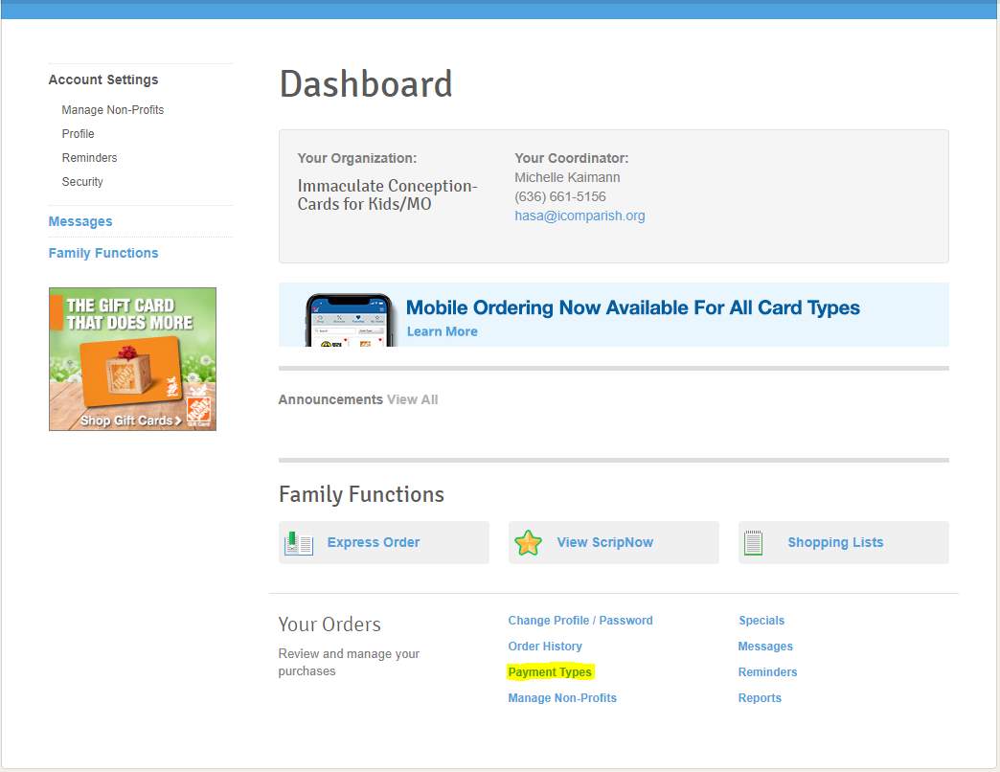 Account Settings
Manage Non-Profits
Profile
Reminders
Security
Messages
Family Functions
THE GIFT CARD
THAT DOES MORE
Shop Gift Cards >
Gift Card
Dashboard
Your Organization:
Immaculate Conception-
Cards for Kids/MO
Your Coordinator:
Michelle Kaimann
(636) 661-5156
hasa@icomparish.org
Mobile Ordering Now Available For All Card Types
Learn More
Announcements View All
Family Functions
Express Order
View ScripNow
Shopping Lists
Your Orders
Review and manage your
purchases
Change Profile / Password
Order History
Payment Types
Manage Non-Profits
Specials
Messages
Reminders
Reports